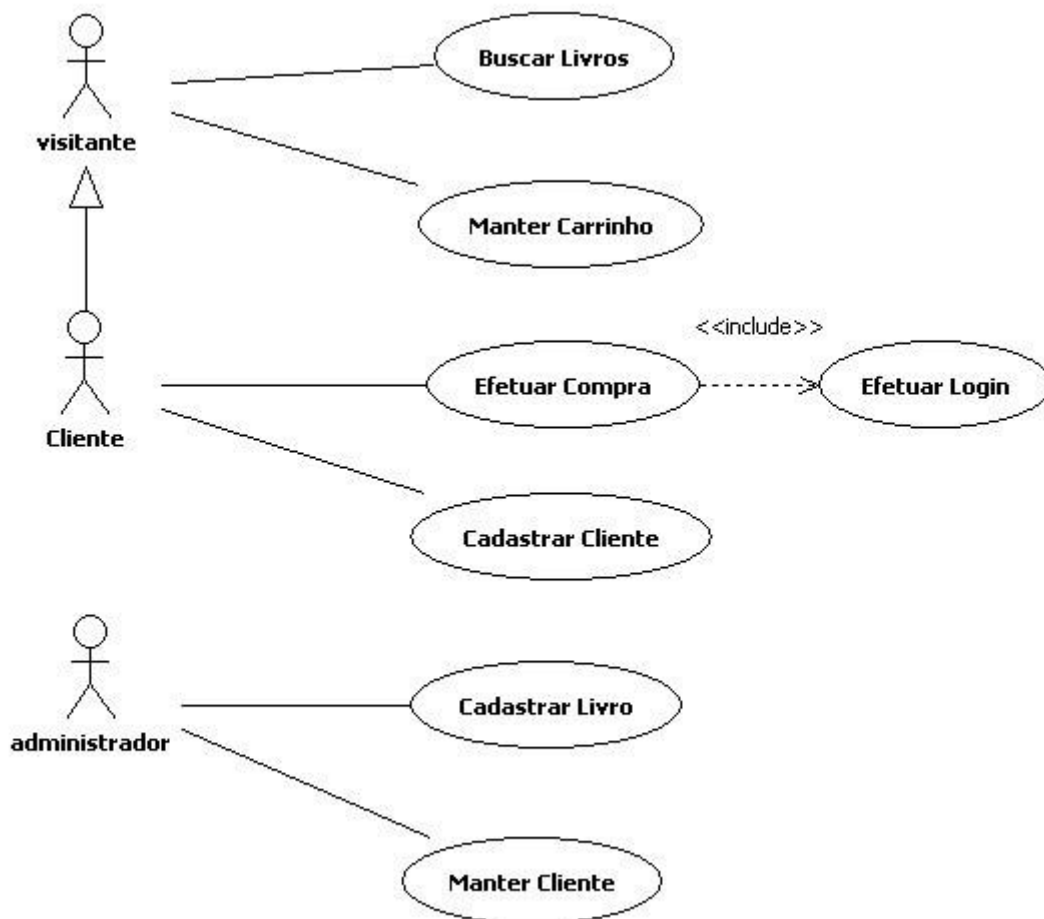 Buscar Livros
visitante
Manter Carrinho
<<include>>
Efetuar Compra
Efetuar Login
Cliente
Cadastrar Cliente
Cadastrar Livro
administrador
Manter Cliente